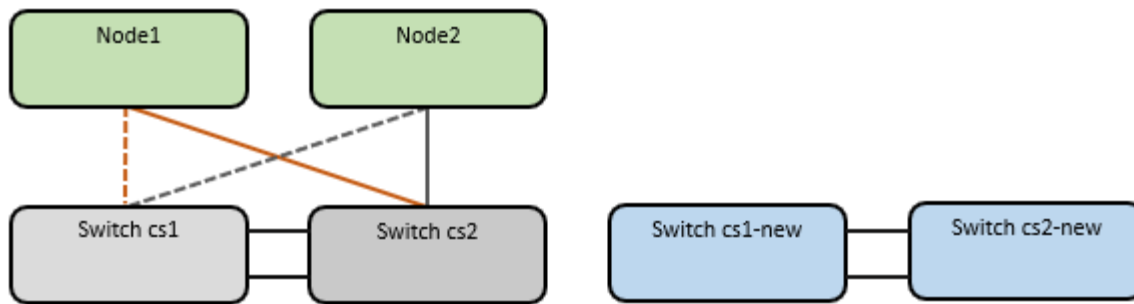 Node1
Node2
Switch cs1
Switch cs2
Switch cs1-new
Switch cs2-new